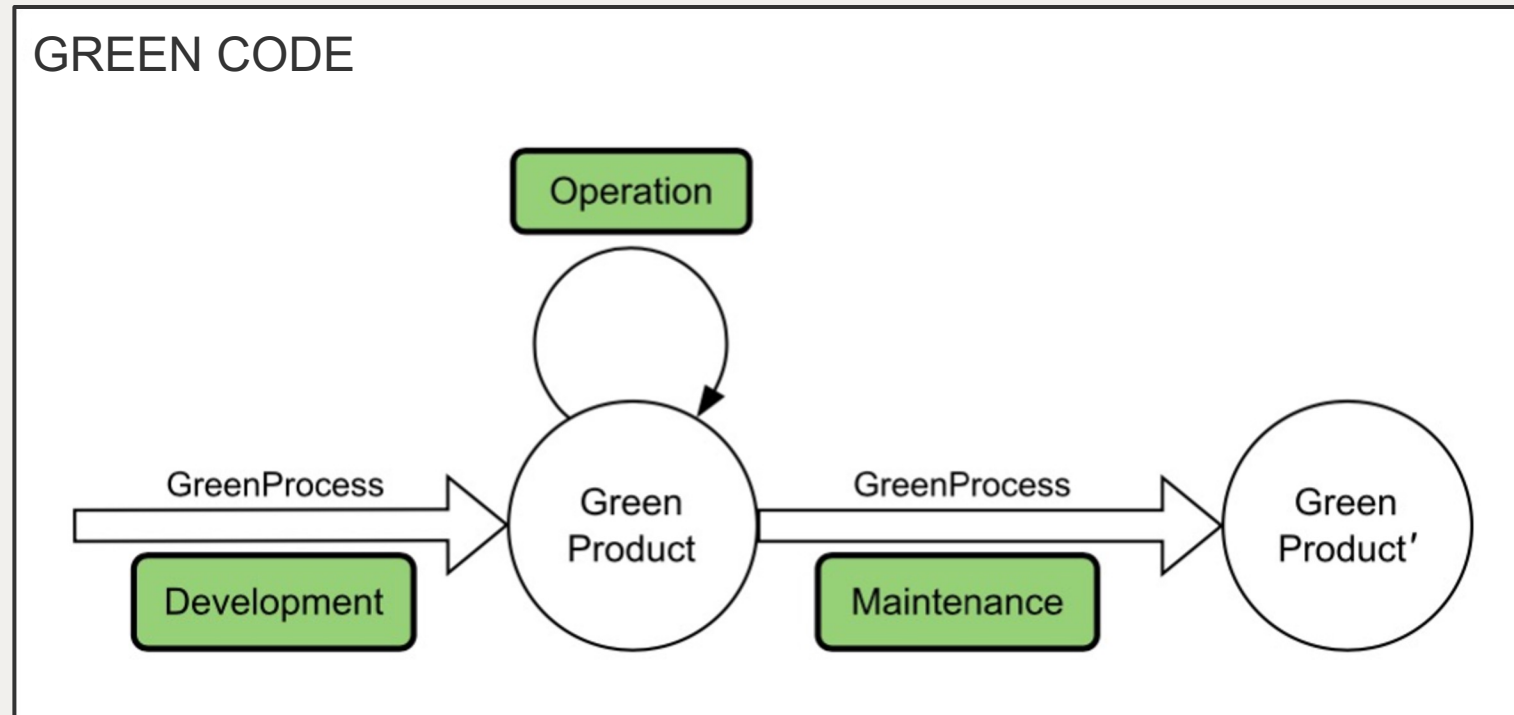 GREEN CODE
Operation
GreenProcess
Development
Green
Product
GreenProcess
Maintenance
Green
Product′